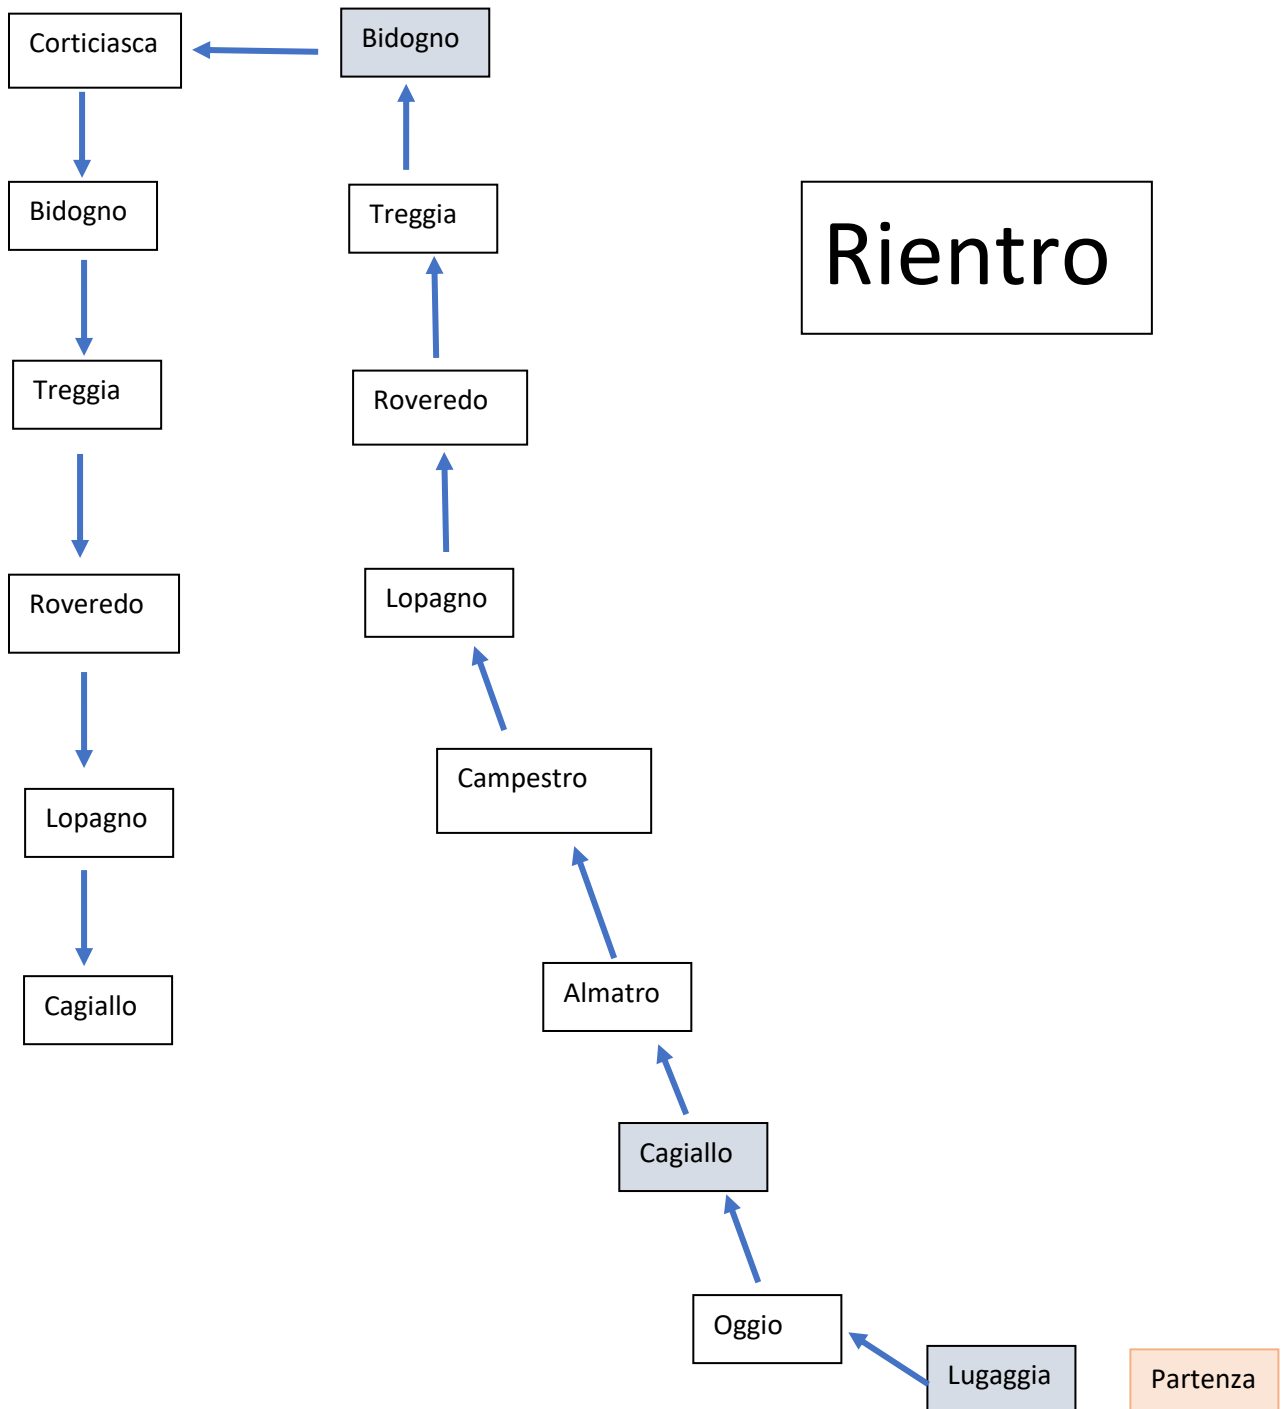 Corticiasca
Bidogno
Bidogno
Treggia
Rientro
Treggia
Roveredo
Roveredo
Lopagno
Campestro
Lopagno
Almatro
Cagiallo
Cagiallo
Oggio
Lugaggia
Partenza